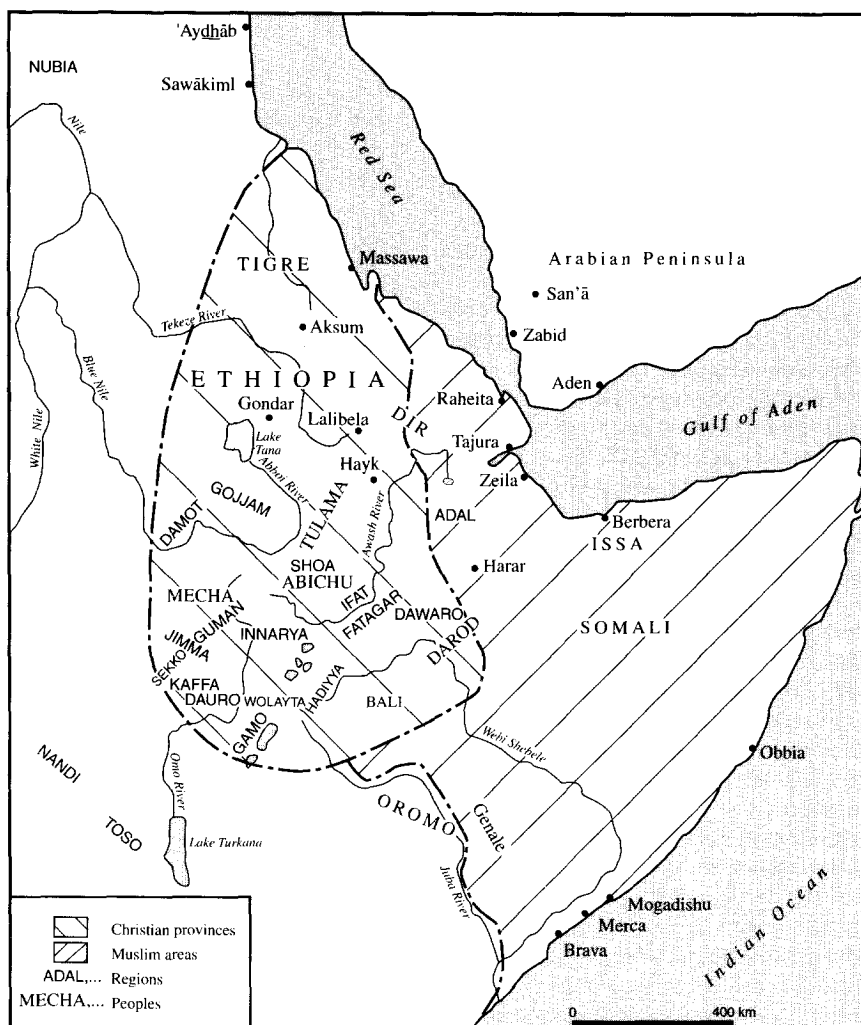 'Aydhāb
NUBIA
Sawākiml
Nile
Red Sea
TIGRE
Massawa
Arabian Peninsula
San'ā
Zabid
Tekeze River
Aksum
Blue Nile
White Nile
ETHIOPIA
Aden
Gondar
Raheita
DIR
Gulf of Aden
Lalibela
Lake
Tana
Tajura
Hayk
Abboi River
Zeila
GOJJAM
TULAMA
Awash River
ADAL
DAMOT
Berbera
ISSA
SHOA
ABICHU
Harar
MECHA
IFAT
GUMAN
FATAGAR
DAWARO
INNARYA
SOMALI
JIMMA
DAROD
SEKKO
KAFFA
DAURO
WOLAYTA
HADIYYA
BALI
GAMO
Webi Shebele
Obbia
NANDI
Omo River
OROMO
TOSO
Genale
Lake Turkana
Juba River
Mogadishu
Merca
Brava
Indian Ocean
Christian provinces
Muslim areas
ADAL,... Regions
MECHA,... Peoples
0 400 km